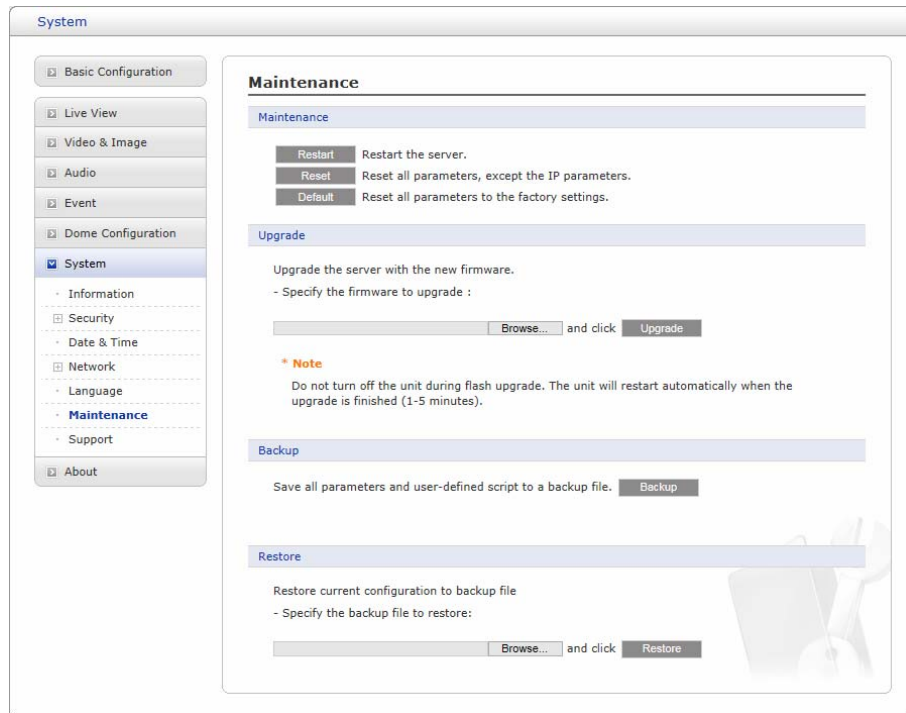 System
Basic Configuration
Live View
Video & Image
Audio
Event
Dome Configuration
System
Information
Security
Date & Time
Network
Language
Maintenance
Support
About
Maintenance
Maintenance
Restart Restart the server.
Reset Reset all parameters, except the IP parameters.
Default Reset all parameters to the factory settings.
Upgrade
Upgrade the server with the new firmware.
- Specify the firmware to upgrade :
Browse... and click Upgrade
* Note
Do not turn off the unit during flash upgrade. The unit will restart automatically when the
upgrade is finished (1-5 minutes).
Backup
Save all parameters and user-defined script to a backup file. Backup
Restore
Restore current configuration to backup file
- Specify the backup file to restore:
Browse... and click Restore